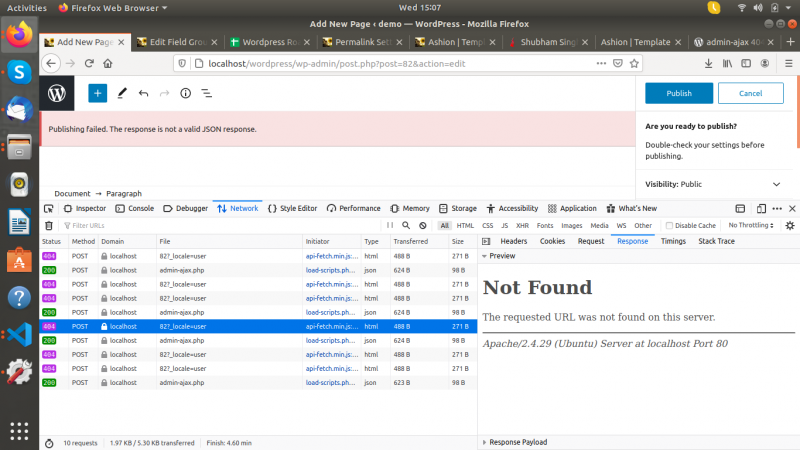 Activities Firefox Web Browser Wed 15:07
Add New Page ‹ demo — WordPress - Mozilla Firefox
Add New Page Edit Field Grou Wordpress Ro Permalink Sett Ashion | Temp Shubham Sing Ashion | Template admin-ajax 40
localhost/wordpress/wp-admin/post.php?post=82&action=edit
Publish Cancel
Publishing failed. The response is not a valid JSON response.
Are you ready to publish?
Double-check your settings before
publishing.
Visibility: Public
Document → Paragraph
Inspector Console Debugger Network Style Editor Performance Memory Storage Accessibility Application What's New
Filter URLs All HTML CSS JS XHR Fonts Images Media WS Other Disable Cache No Throttling
Status Method Domain File Initiator Type Transferred Size Headers Cookies Request Response Timings Stack Trace
404 POST localhost 82?_locale=user api-fetch.min.js:... html 488 B 271 B
200 POST localhost admin-ajax.php load-scripts.ph... json 624 B 98 B
404 POST localhost 82?_locale=user api-fetch.min.js:... html 488 B 271 B
404 POST localhost 82?_locale=user api-fetch.min.js:... html 488 B 271 B
200 POST localhost admin-ajax.php load-scripts.ph... json 624 B 98 B
404 POST localhost 82?_locale=user api-fetch.min.js:... html 488 B 271 B
200 POST localhost admin-ajax.php load-scripts.ph... json 624 B 98 B
404 POST localhost 82?_locale=user api-fetch.min.js:... html 488 B 271 B
404 POST localhost 82?_locale=user api-fetch.min.js:... html 488 B 271 B
200 POST localhost admin-ajax.php load-scripts.ph... json 623 B 98 B
Preview
Not Found
The requested URL was not found on this server.
Apache/2.4.29 (Ubuntu) Server at localhost Port 80
10 requests 1.97 KB / 5.30 KB transferred Finish: 4.60 min
Response Payload